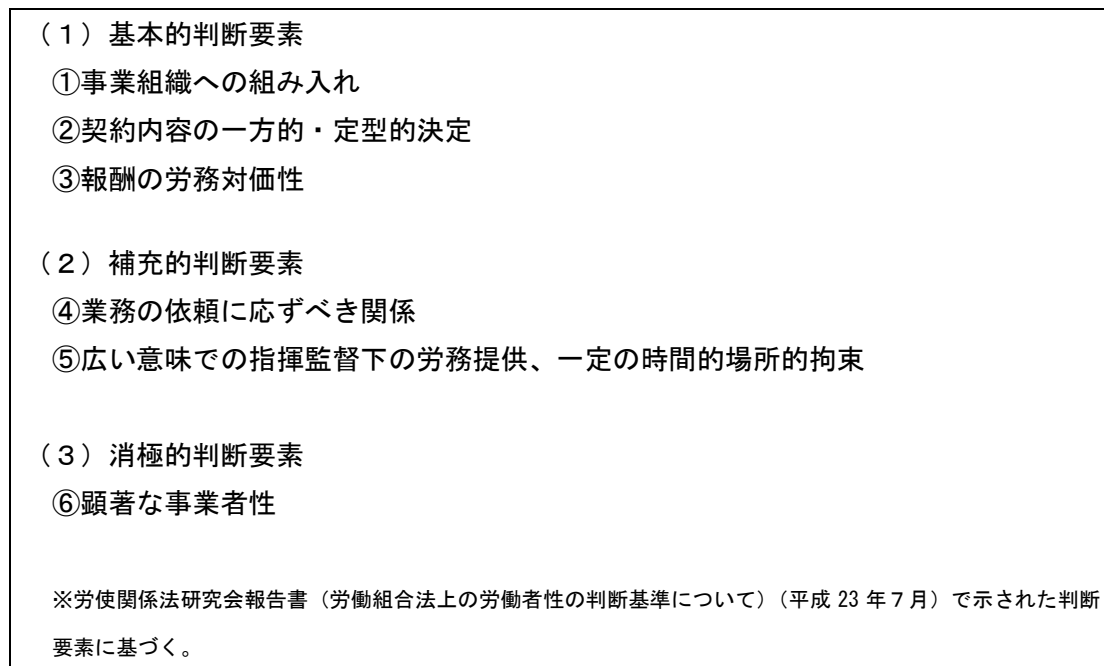 （１）基本的判断要素
①事業組織への組み入れ
②契約内容の一方的・定型的決定
③報酬の労務対価性
（２）補充的判断要素
④業務の依頼に応ずべき関係
⑤広い意味での指揮監督下の労務提供、一定の時間的場所的拘束
（３）消極的判断要素
⑥顕著な事業者性
※労使関係法研究会報告書（労働組合法上の労働者性の判断基準について）（平成 23 年７月）で示された判断
要素に基づく。